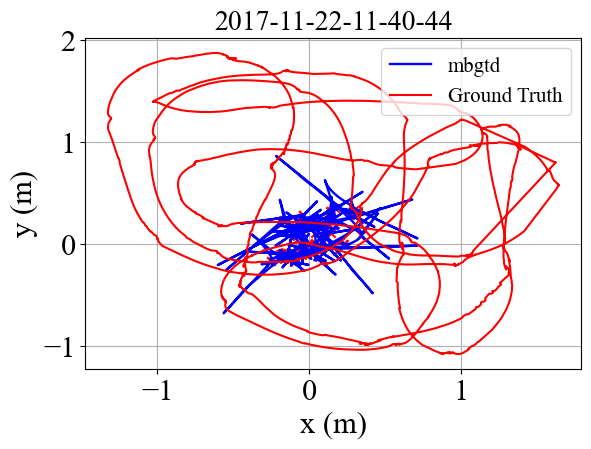 2017-11-22-11-40-44
mbgtd
Ground Truth
y (m)
2
1
0
−1
−1 0 1
x (m)